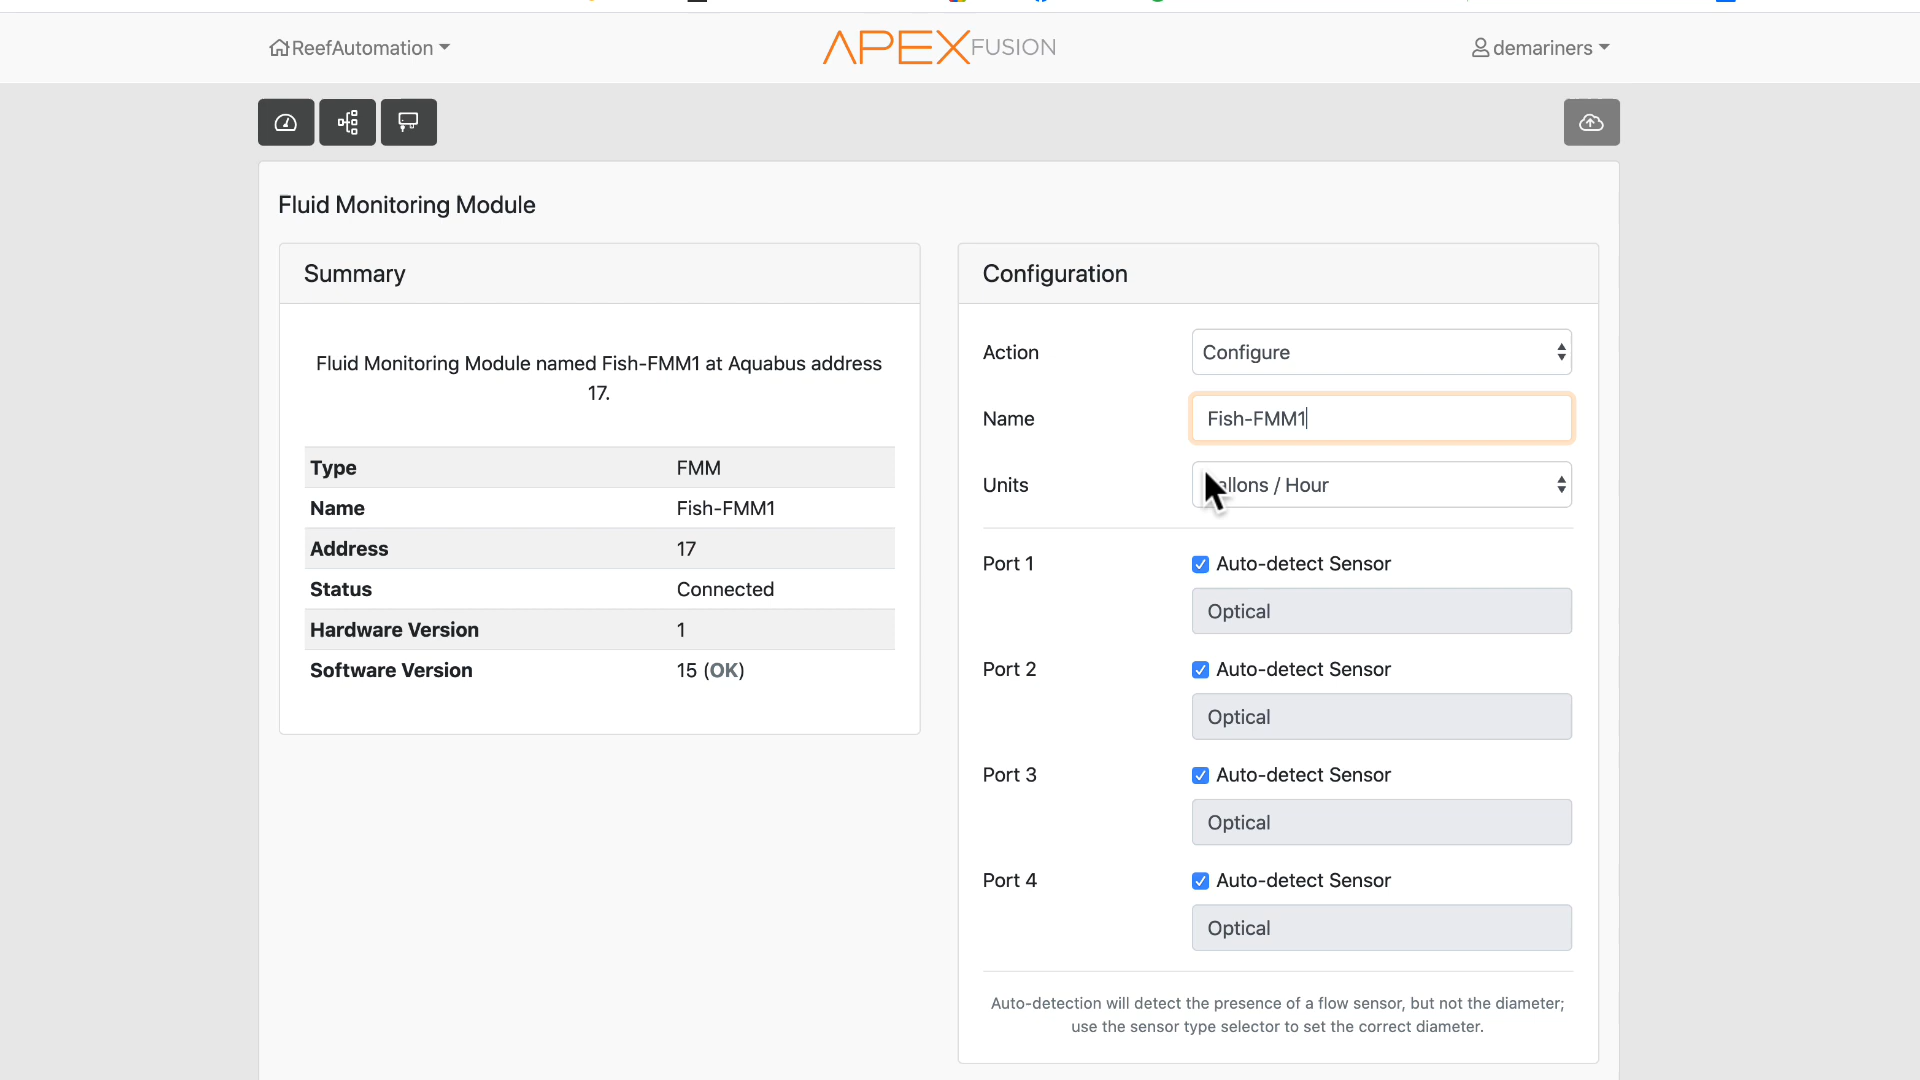 ReefAutomation
APEX FUSION
demariners
Fluid Monitoring Module
Summary
Fluid Monitoring Module named Fish-FMM1 at Aquabus address
17.
Type FMM
Name Fish-FMM1
Address 17
Status Connected
Hardware Version 1
Software Version 15 (OK)
Configuration
Action Configure
Name Fish-FMM1
Units allons / Hour
Port 1 Auto-detect Sensor
Optical
Port 2 Auto-detect Sensor
Optical
Port 3 Auto-detect Sensor
Optical
Port 4 Auto-detect Sensor
Optical
Auto-detection will detect the presence of a flow sensor, but not the diameter;
use the sensor type selector to set the correct diameter.